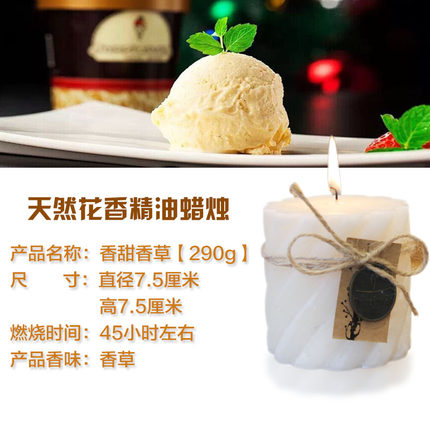 天然花香精油蜡烛
产品名称：香甜香草【290g】
尺 寸：直径7.5厘米
高7.5厘米
燃烧时间：45小时左右
产品香味：香草